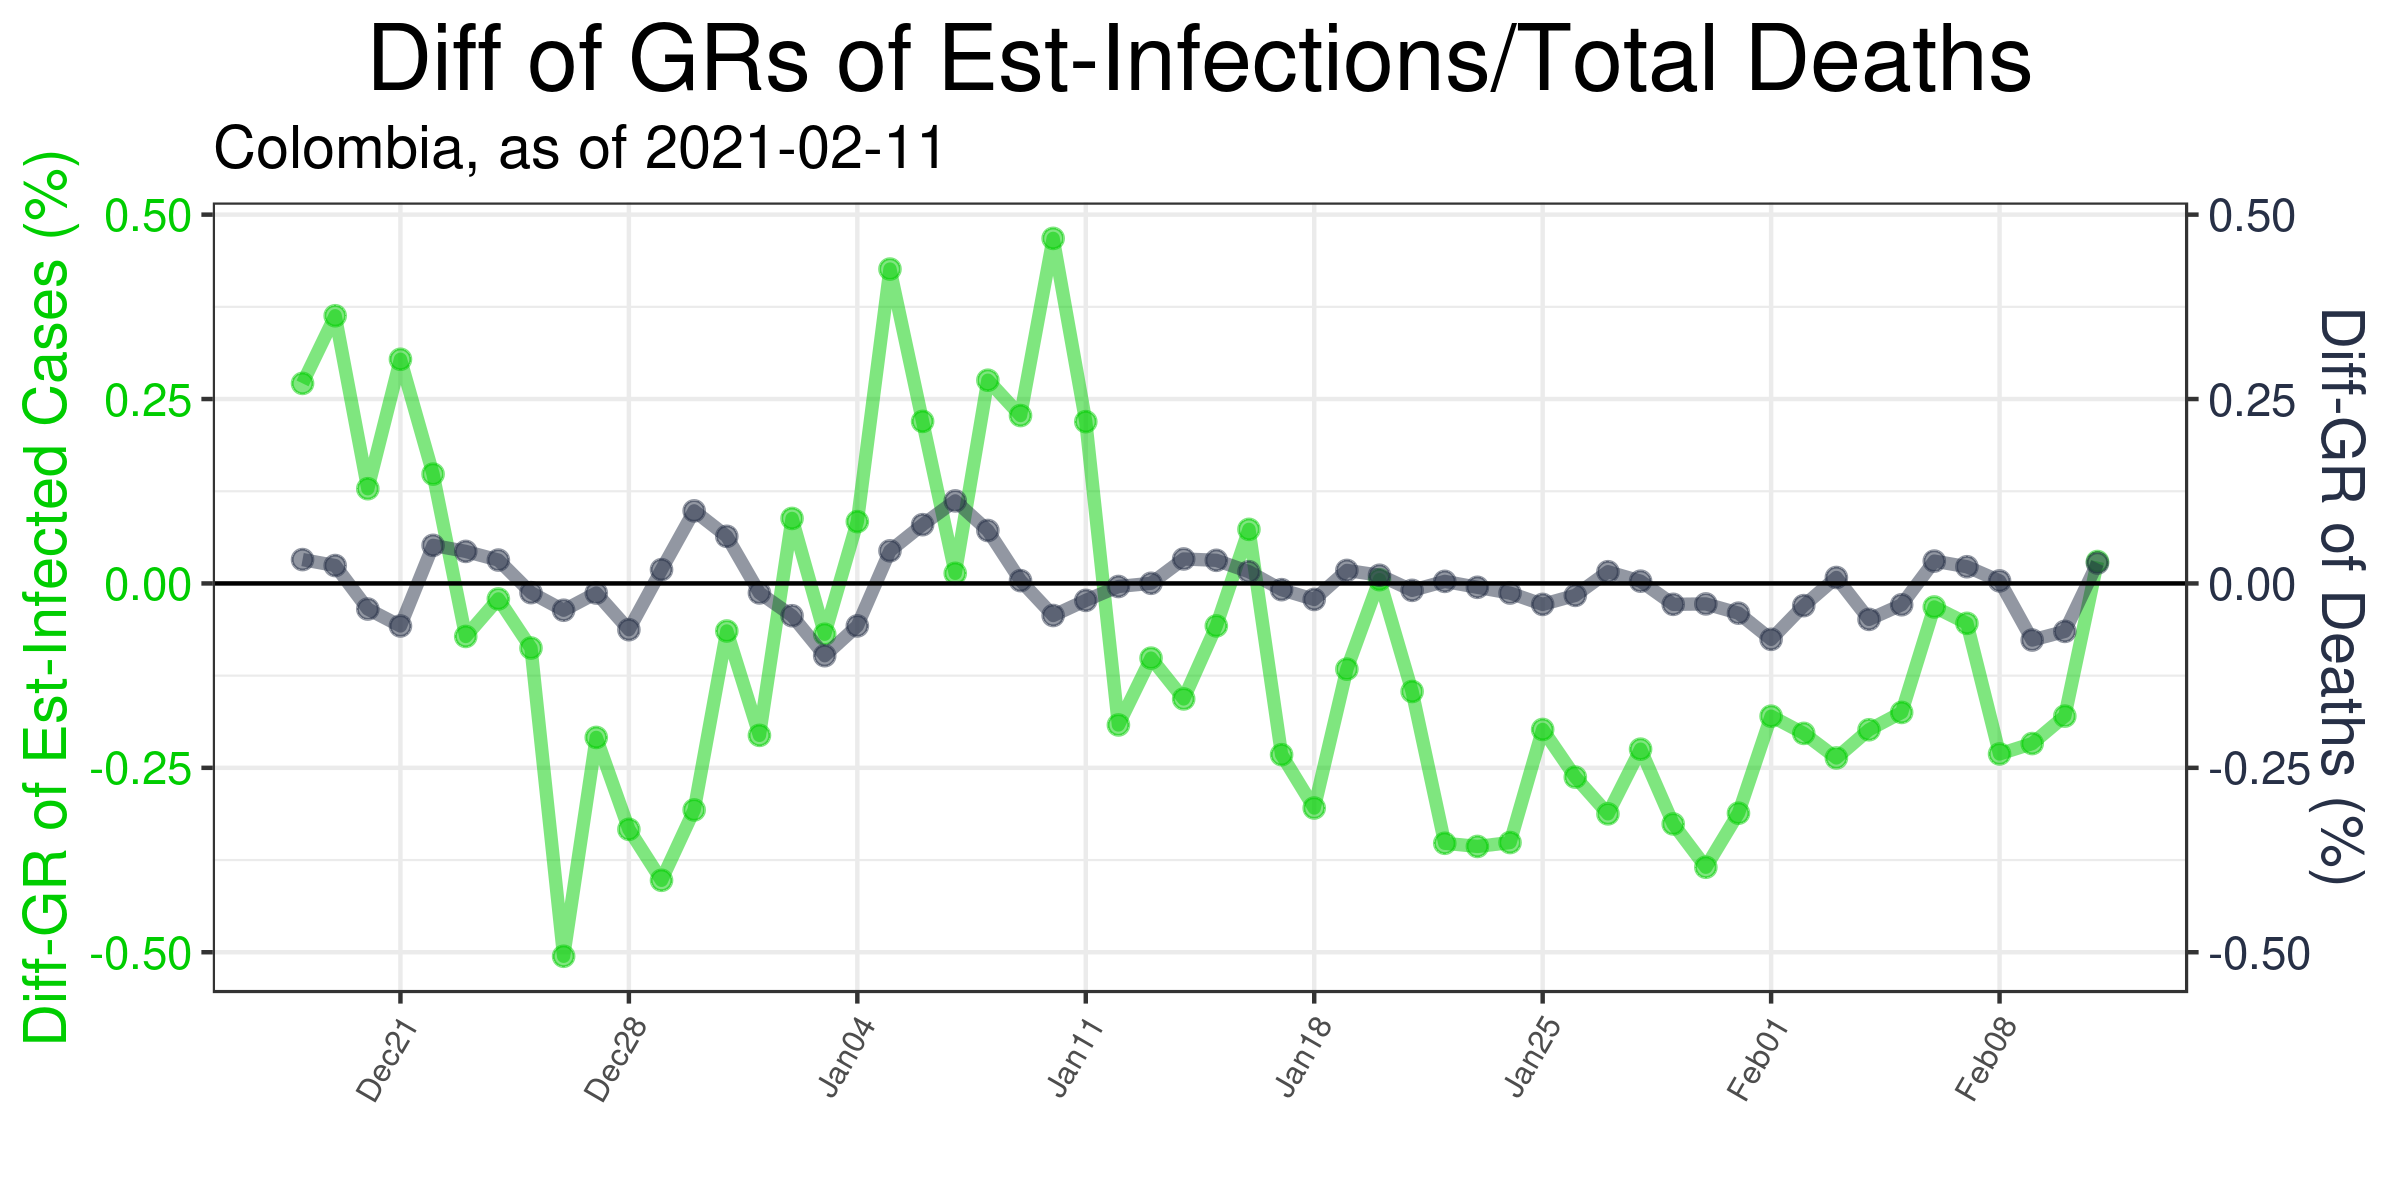 Diff of GRs of Est-Infections/Total Deaths
Colombia, as of 2021-02-11
Diff-GR of Est-Infected Cases (%)
0.50
0.25
0.00
-0.25
-0.50
0.50
0.25
0.00
-0.25
-0.50
Diff-GR of Deaths (%)
Dec21
Dec28
Jan04
Jan11
Jan18
Jan25
Feb01
Feb08